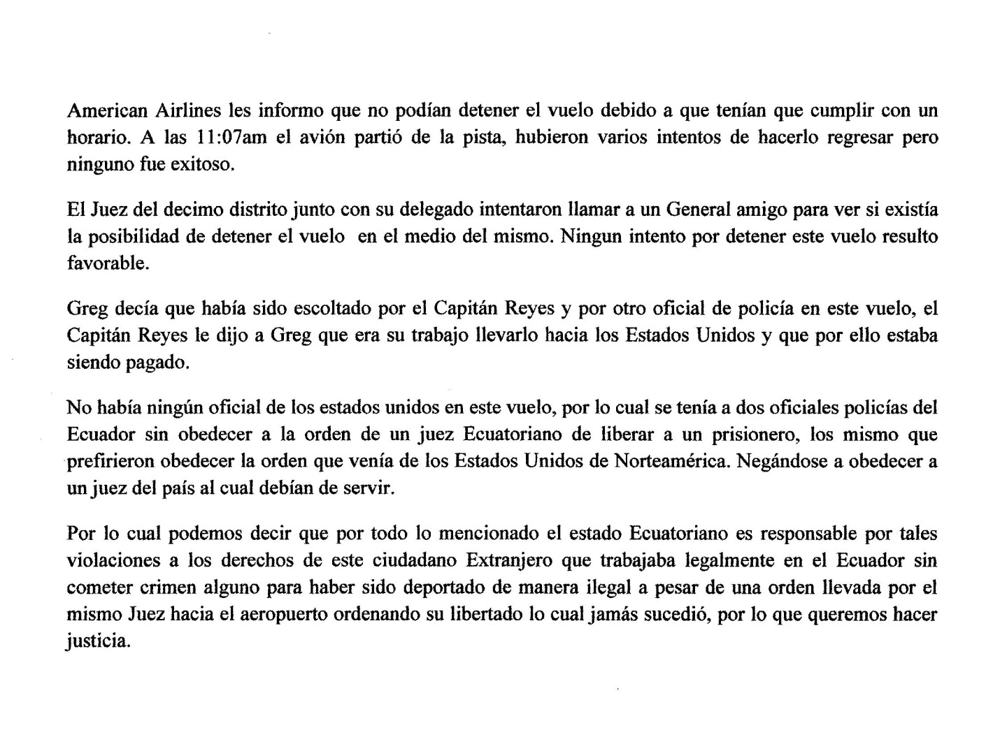 American Airlines les informo que no podían detener el vuelo debido a que tenían que cumplir con un
horario. A las 11:07am el avión partió de la pista, hubieron varios intentos de hacerlo regresar pero
ninguno fue exitoso.
El Juez del decimo distrito junto con su delegado intentaron llamar a un General amigo para ver si existía
la posibilidad de detener el vuelo en el medio del mismo. Ningun intento por detener este vuelo resulto
favorable.
Greg decía que había sido escoltado por el Capitán Reyes y por otro oficial de policía en este vuelo, el
Capitán Reyes le dijo a Greg que era su trabajo llevarlo hacia los Estados Unidos y que por ello estaba
siendo pagado.
No había ningún oficial de los estados unidos en este vuelo, por lo cual se tenía a dos oficiales policías del
Ecuador sin obedecer a la orden de un juez Ecuatoriano de liberar a un prisionero, los mismo que
prefirieron obedecer la orden que venía de los Estados Unidos de Norteamérica. Negándose a obedecer a
un juez del país al cual debían de servir.
Por lo cual podemos decir que por todo lo mencionado el estado Ecuatoriano es responsable por tales
violaciones a los derechos de este ciudadano Extranjero que trabajaba legalmente en el Ecuador sin
cometer crimen alguno para haber sido deportado de manera ilegal a pesar de una orden llevada por el
mismo Juez hacia el aeropuerto ordenando su libertado lo cual jamás sucedió, por lo que queremos hacer
justicia.